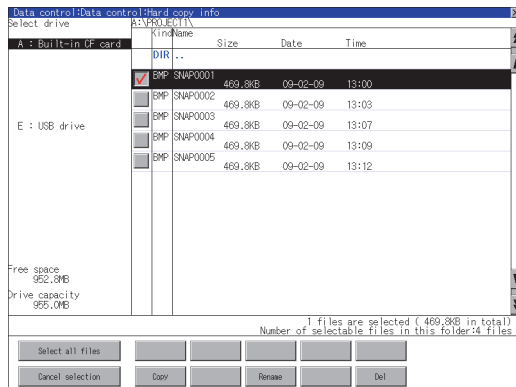 Data control:Data control:Hard copy info
Select drive
A:\PROJECT1\
Kind Name
Size Date Time
A : Built-in CF card
DIR ..
BMP SNAP0001
469.8KB 09-02-09 13:00
BMP SNAP0002
469.8KB 09-02-09 13:03
BMP SNAP0003
469.8KB 09-02-09 13:07
E : USB drive
BMP SNAP0004
469.8KB 09-02-09 13:09
BMP SNAP0005
469.8KB 09-02-09 13:12
Free space
952.8MB
Drive capacity
955.0MB
1 files are selected ( 469.8KB in total)
Number of selectable files in this folder:4 files
Select all files
Cancel selection Copy Rename Del